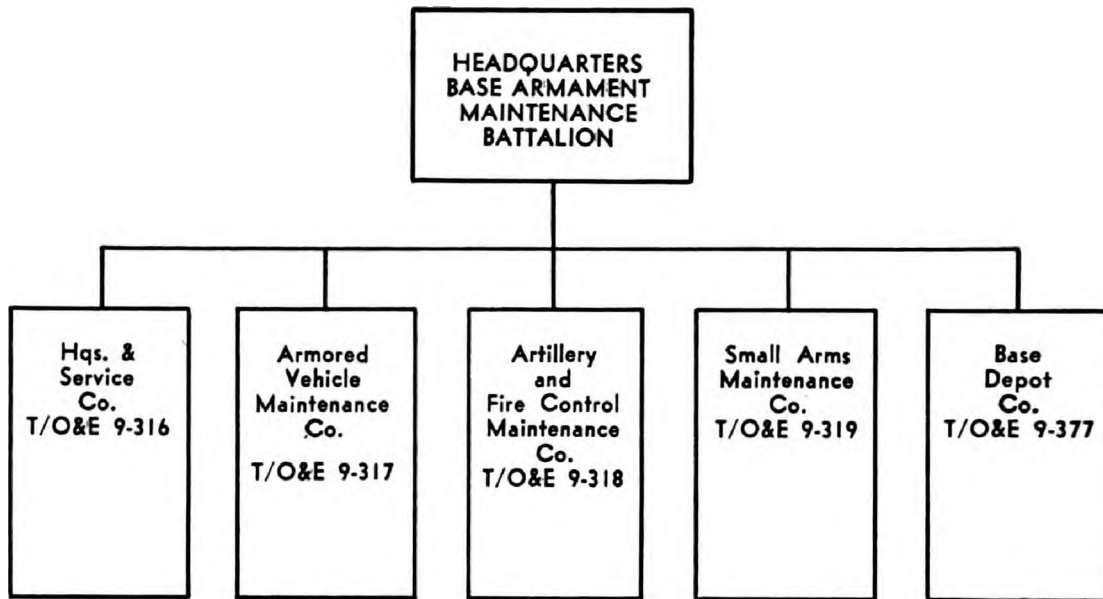 HEADQUARTERS
BASE ARMAMENT
MAINTENANCE
BATTALION
Hqs. &
Service
Co.
T/O&E 9-316
Armored
Vehicle
Maintenance
Co.
T/O&E 9-317
Artillery
and
Fire Control
Maintenance
Co.
T/O&E 9-318
Small Arms
Maintenance
Co.
T/O&E 9-319
Base
Depot
Co.
T/O&E 9-377